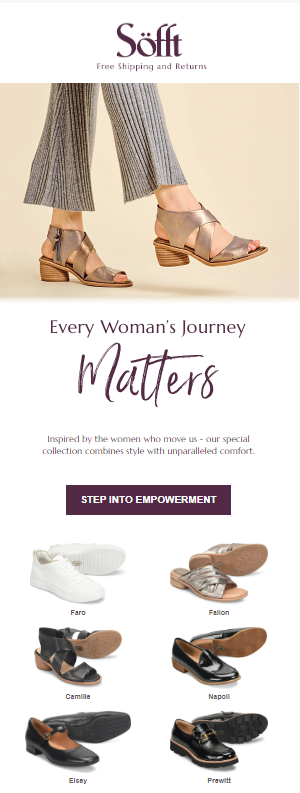 Söfft
Free Shipping and Returns
Every Woman's Journey
Matters
Inspired by the women who move us - our special
collection combines style with unparalleled comfort.
STEP INTO EMPOWERMENT
Faro
Fallon
Camille
Napoli
Elsey
Prewitt